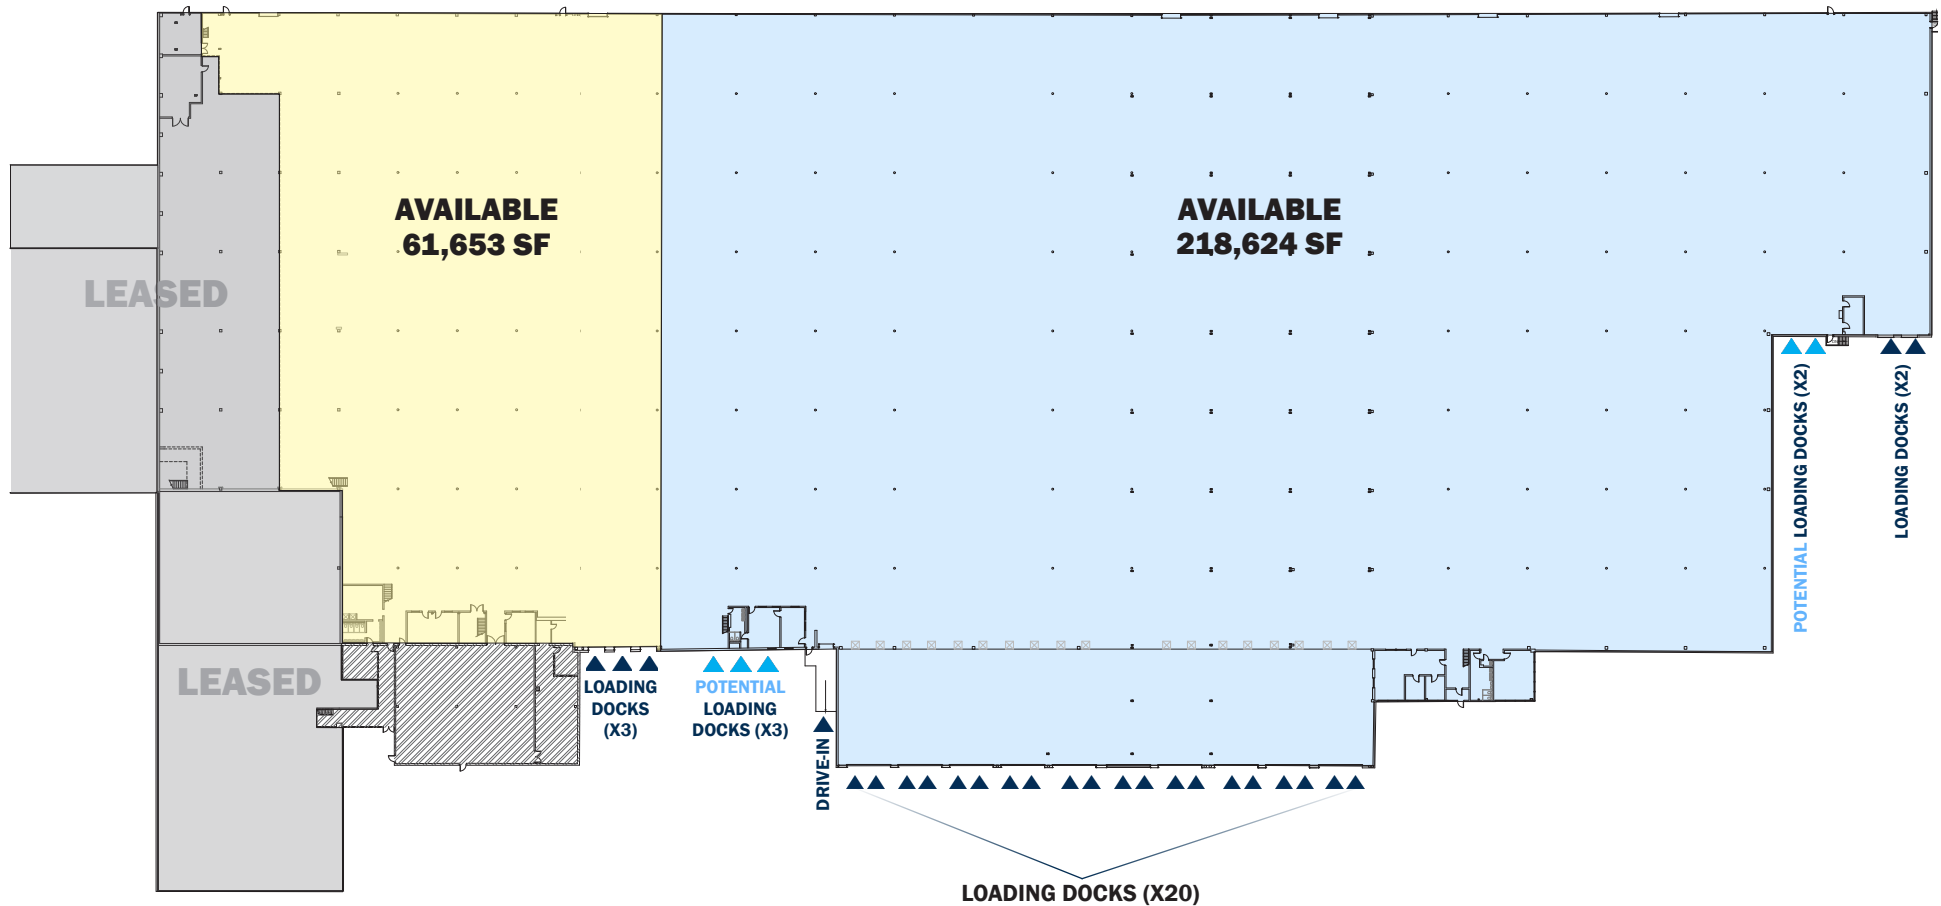 AVAILABLE
61,653 SF
AVAILABLE
218,624 SF
LEASED
LEASED
LOADING
DOCKS
(X3)
POTENTIAL
LOADING
DOCKS (X3)
DRIVE-IN
POTENTIAL LOADING DOCKS (X2)
LOADING DOCKS (X2)
LOADING DOCKS (X20)